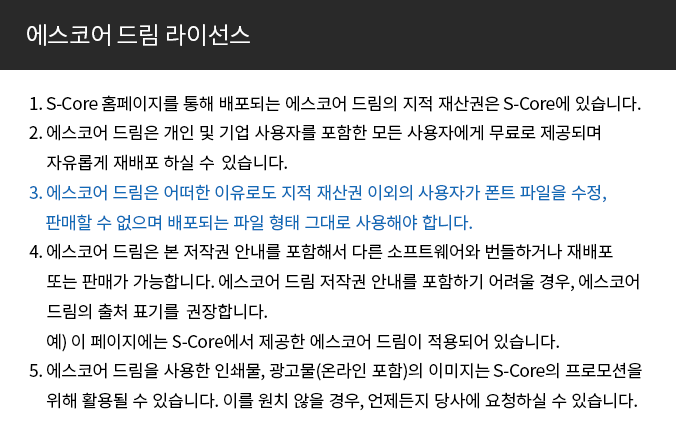 에스코어 드림 라이선스
1. S-Core 홈페이지를 통해 배포되는 에스코어 드림의 지적 재산권은 S-Core에 있습니다.
2. 에스코어 드림은 개인 및 기업 사용자를 포함한 모든 사용자에게 무료로 제공되며
자유롭게 재배포 하실 수 있습니다.
3. 에스코어 드림은 어떠한 이유로도 지적 재산권 이외의 사용자가 폰트 파일을 수정,
판매할 수 없으며 배포되는 파일 형태 그대로 사용해야 합니다.
4. 에스코어 드림은 본 저작권 안내를 포함해서 다른 소프트웨어와 번들하거나 재배포
또는 판매가 가능합니다. 에스코어 드림 저작권 안내를 포함하기 어려울 경우, 에스코어
드림의 출처 표기를 권장합니다.
예) 이 페이지에는 S-Core에서 제공한 에스코어 드림이 적용되어 있습니다.
5. 에스코어 드림을 사용한 인쇄물, 광고물(온라인 포함)의 이미지는 S-Core의 프로모션을
위해 활용될 수 있습니다. 이를 원치 않을 경우, 언제든지 당사에 요청하실 수 있습니다.